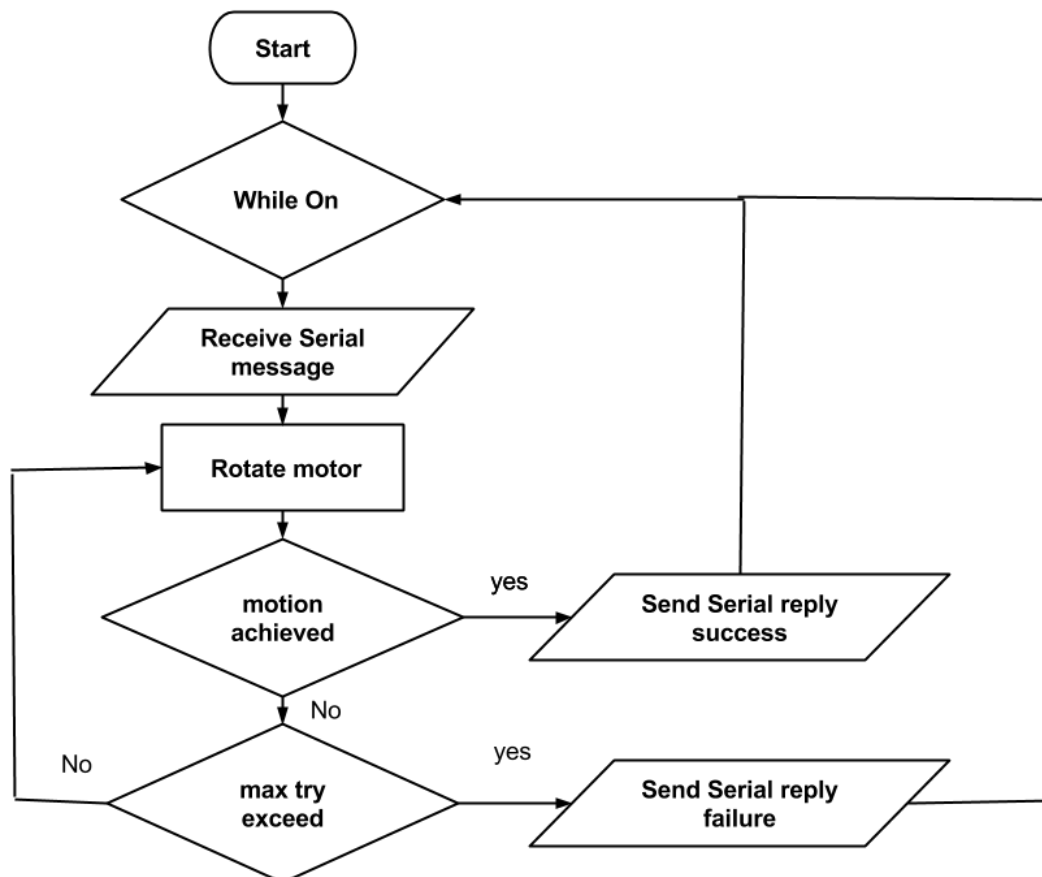 Start
While On
Receive Serial
message
Rotate motor
motion
achieved
yes
Send Serial reply
success
No
No
max try
exceed
yes
Send Serial reply
failure